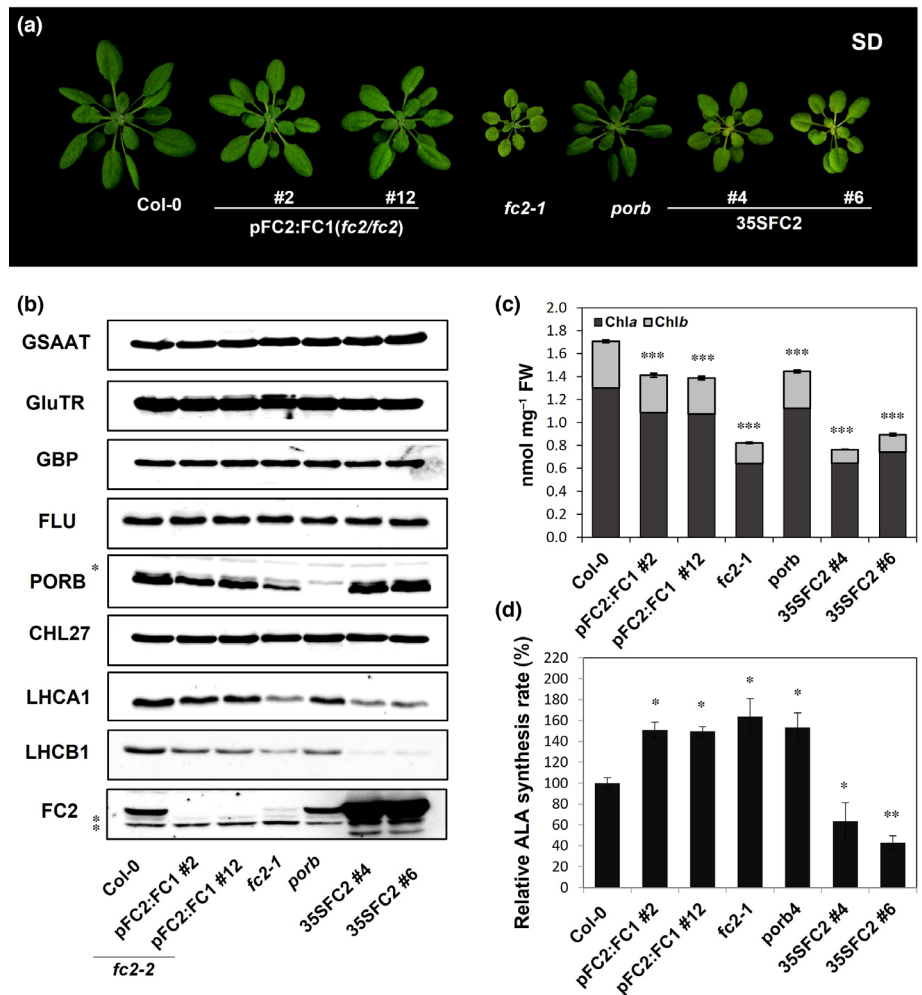 (a)
SD
Col-0
#2
#12
pFC2:FC1(fc2/fc2)
fc2-1
porb
#4
#6
35SFC2
(b)
GSAAT
GluTR
GBP
FLU
PORB *
CHL27
LHCA1
LHCB1
FC2
*
*
Col-0
pFC2:FC1 #2
pFC2:FC1 #12
fc2-1
porb
35SFC2 #4
35SFC2 #6
fc2-2
(c)
nmol mg⁻¹ FW
2.0
1.8
1.6
1.4
1.2
1.0
0.8
0.6
0.4
0.2
0.0
Chla Chlb
***
***
***
***
***
***
Col-0
pFC2:FC1 #2
pFC2:FC1 #12
fc2-1
porb
35SFC2 #4
35SFC2 #6
(d)
Relative ALA synthesis rate (%)
220
200
180
160
140
120
100
80
60
40
20
0
*
*
*
*
*
**
Col-0
pFC2:FC1 #2
pFC2:FC1 #12
fc2-1
porb4
35SFC2 #4
35SFC2 #6